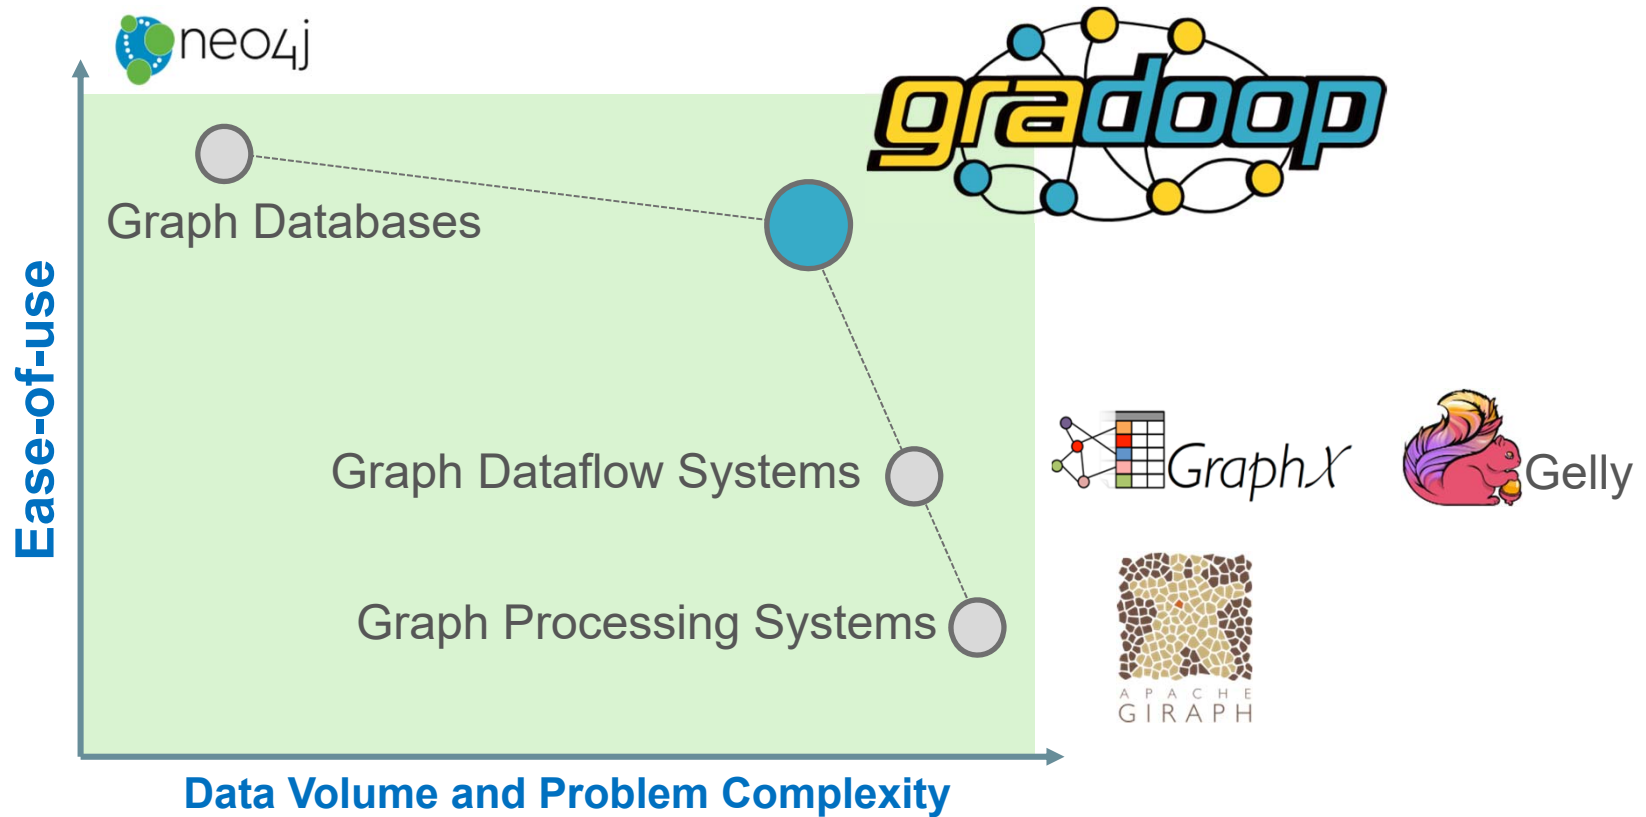 neo4j
gradoop
Graph Databases
Ease-of-use
Graph Dataflow Systems
GraphX
Gelly
Graph Processing Systems
APACHE
GIRAPH
Data Volume and Problem Complexity